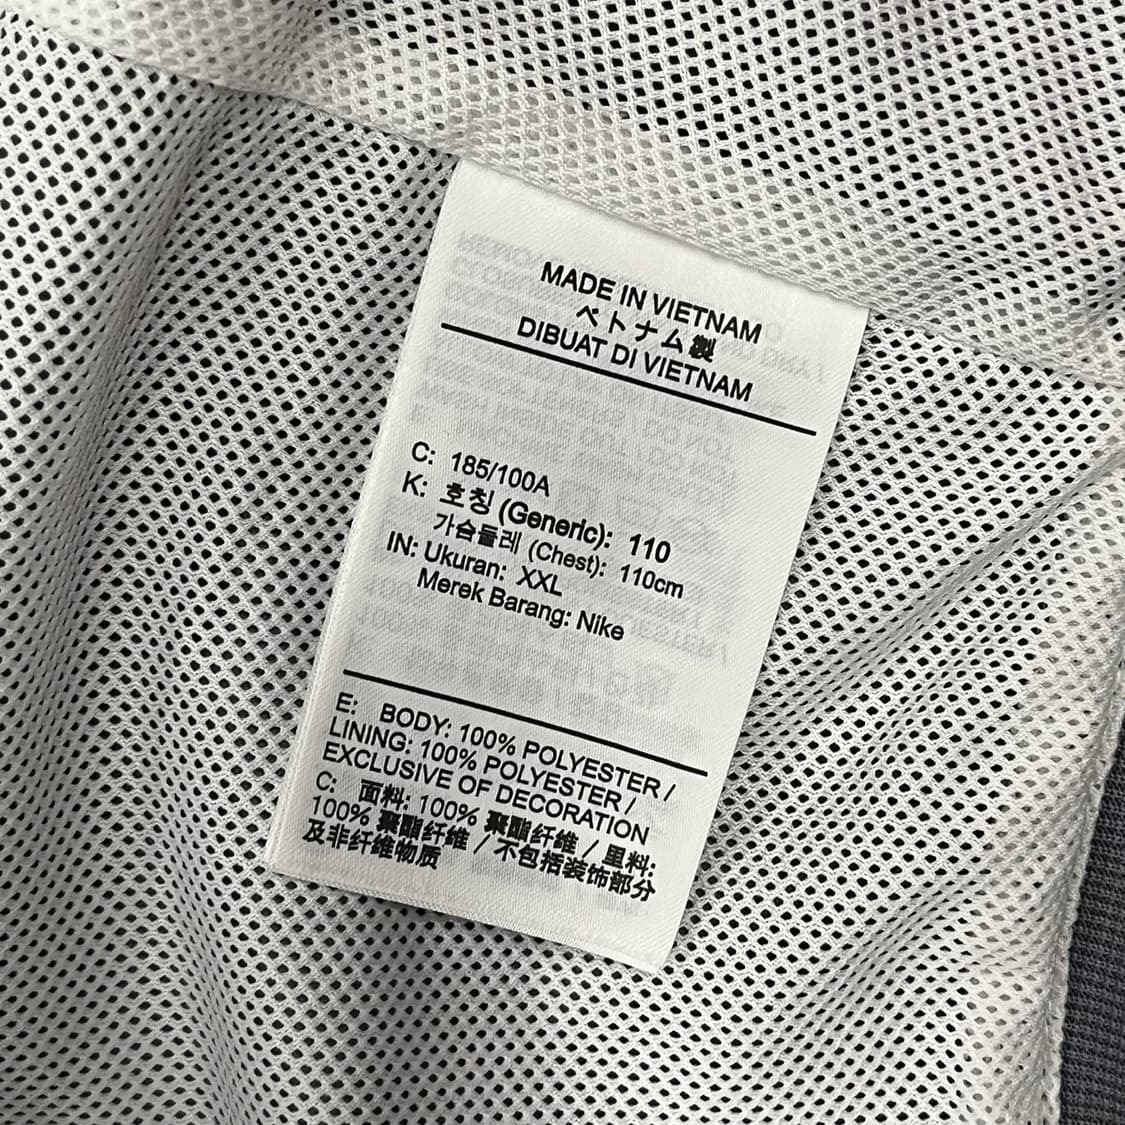 MADE IN VIETNAM
ベトナム製
DIBUAT DI VIETNAM
C: 185/100A
K: 호칭 (Generic): 110
가슴둘레 (Chest): 110cm
IN: Ukuran: XXL
Merek Barang: Nike
E: BODY: 100% POLYESTER /
LINING: 100% POLYESTER /
EXCLUSIVE OF DECORATION
C: 面料: 100% 聚酯纤维 / 里料:
100% 聚酯纤维 / 不包括装饰部分
及非纤维物质